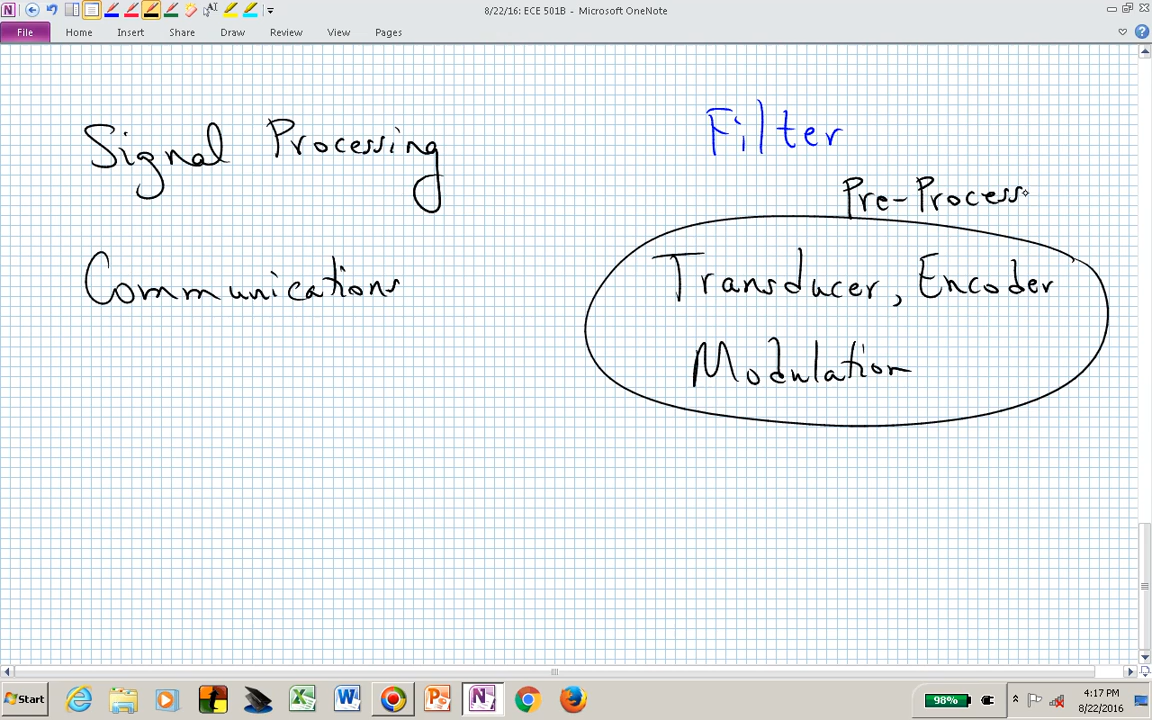 8/22/16: ECE 501B - Microsoft OneNote
File Home Insert Share Draw Review View Pages
Filter
Signal Processing
Pre-Process
Communications
Transducer, Encoder
Modulation
Start
98%
4:17 PM
8/22/2016